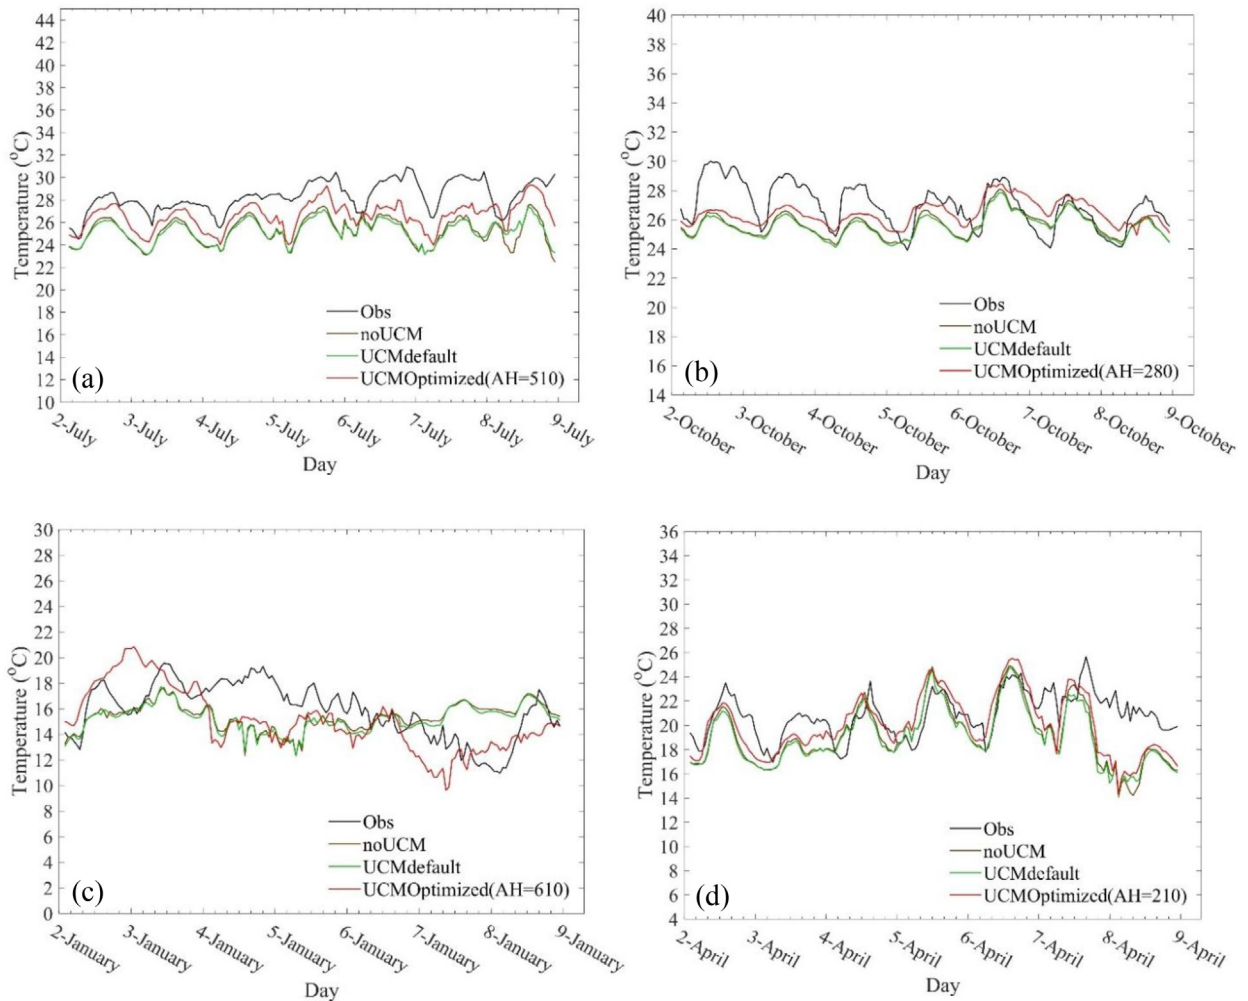 44
42
40
38
36
34
32
30
28
26
24
22
20
18
16
14
12
10
Temperature (°C)
Obs
noUCM
UCMdefault
UCMOptimized(AH=510)
(a)
2-July
3-July
4-July
5-July
6-July
7-July
8-July
9-July
Day
40
38
36
34
32
30
28
26
24
22
20
18
16
14
Temperature (°C)
Obs
noUCM
UCMdefault
UCMOptimized(AH=280)
(b)
2-October
3-October
4-October
5-October
6-October
7-October
8-October
9-October
Day
30
28
26
24
22
20
18
16
14
12
10
8
6
4
2
0
Temperature (°C)
Obs
noUCM
UCMdefault
UCMOptimized(AH=610)
(c)
2-January
3-January
4-January
5-January
6-January
7-January
8-January
9-January
Day
36
34
32
30
28
26
24
22
20
18
16
14
12
10
8
6
4
Temperature (°C)
Obs
noUCM
UCMdefault
UCMOptimized(AH=210)
(d)
2-April
3-April
4-April
5-April
6-April
7-April
8-April
9-April
Day